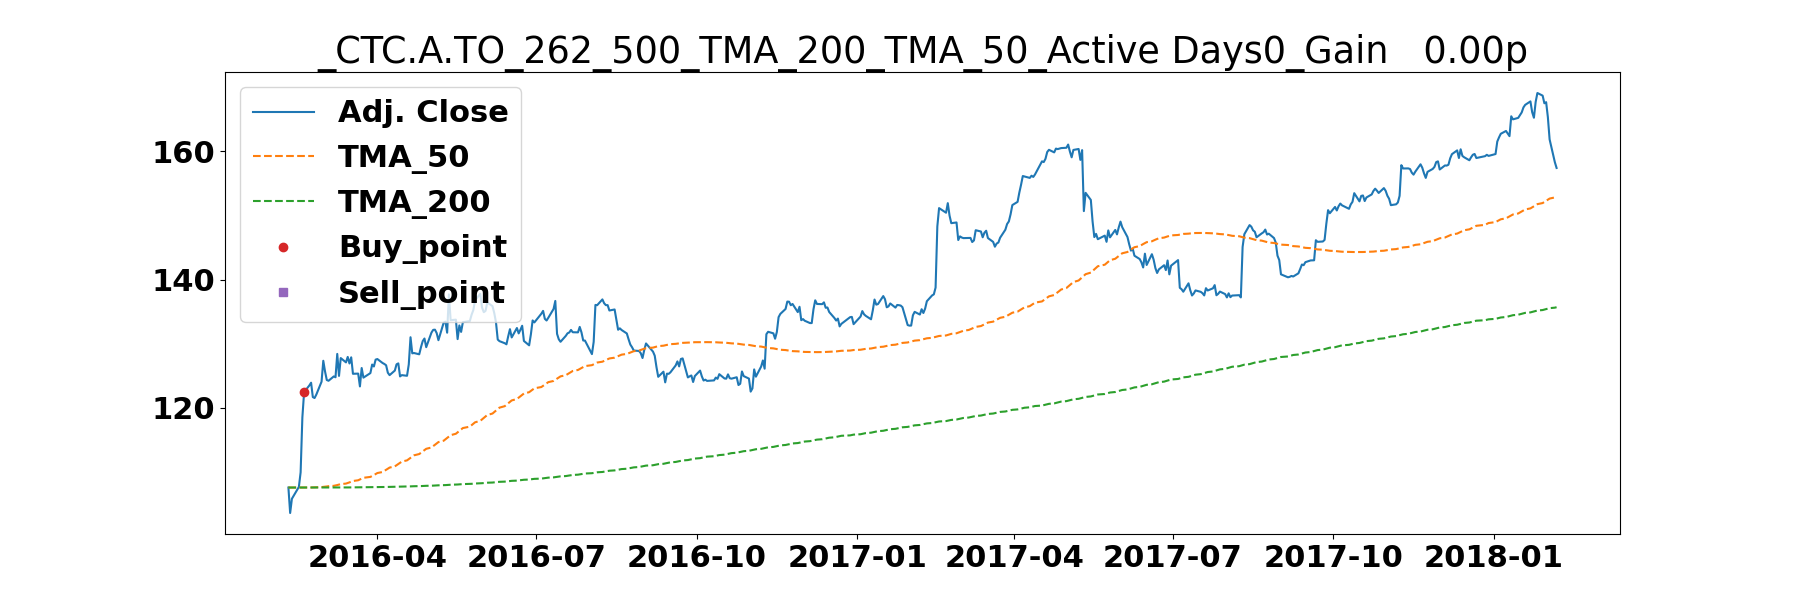 _CTC.A.TO_262_500_TMA_200_TMA_50_Active Days0_Gain   0.00p
Adj. Close
TMA_50
TMA_200
Buy_point
Sell_point
160
140
120
2016-04 2016-07 2016-10 2017-01 2017-04 2017-07 2017-10 2018-01